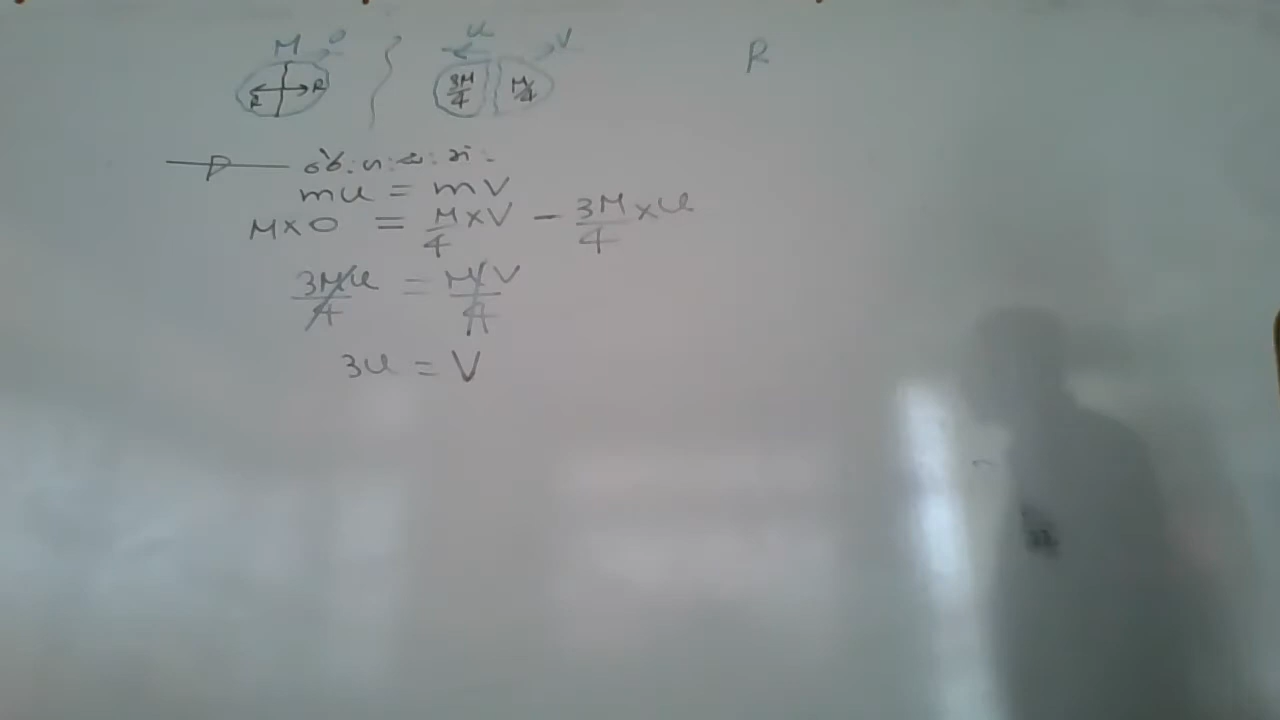 M O U V R
R R 3M/4 M/4
mu = mv
M×0 = M/4×V − 3M/4×u
3Mu/4 = MV/4
3u = V